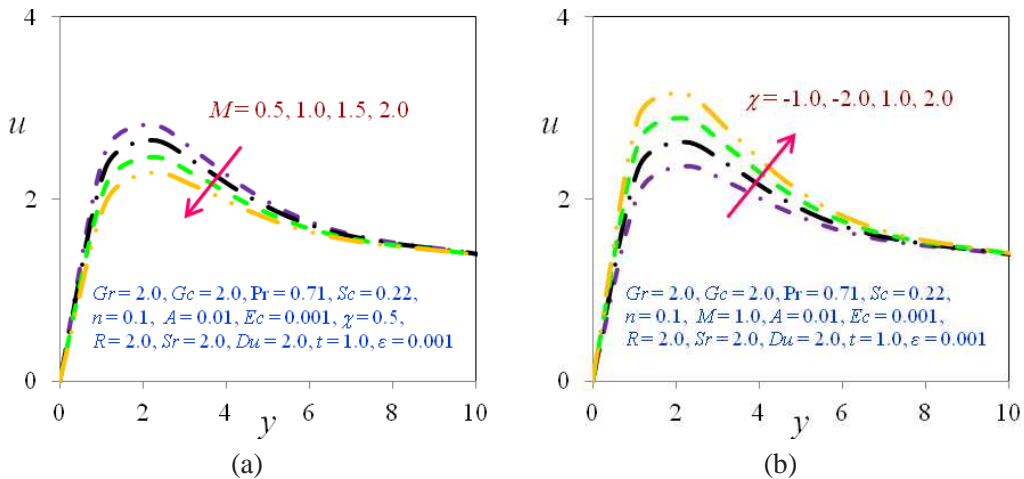 4
M = 0.5, 1.0, 1.5, 2.0
u
2
Gr = 2.0, Gc = 2.0, Pr = 0.71, Sc = 0.22,
n = 0.1, A = 0.01, Ec = 0.001, χ = 0.5,
R = 2.0, Sr = 2.0, Du = 2.0, t = 1.0, ε = 0.001
0
0 2 4 6 8 10
y
(a)
4
χ = -1.0, -2.0, 1.0, 2.0
u
2
Gr = 2.0, Gc = 2.0, Pr = 0.71, Sc = 0.22,
n = 0.1, M = 1.0, A = 0.01, Ec = 0.001,
R = 2.0, Sr = 2.0, Du = 2.0, t = 1.0, ε = 0.001
0
0 2 4 6 8 10
y
(b)